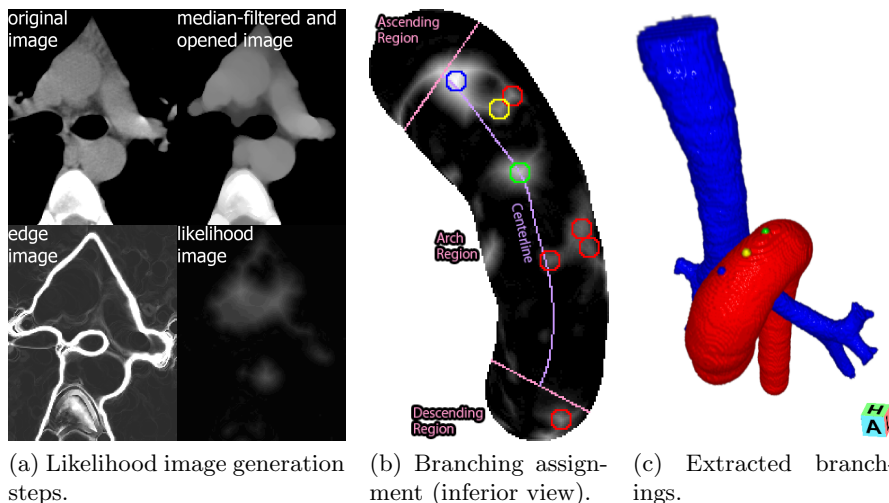 original
image
median-filtered and
opened image
edge
image
likelihood
image
Ascending
Region
Centerline
Arch
Region
Descending
Region
H
A
(a) Likelihood image generation
steps.
(b) Branching assign-
ment (inferior view).
(c) Extracted branch-
ings.